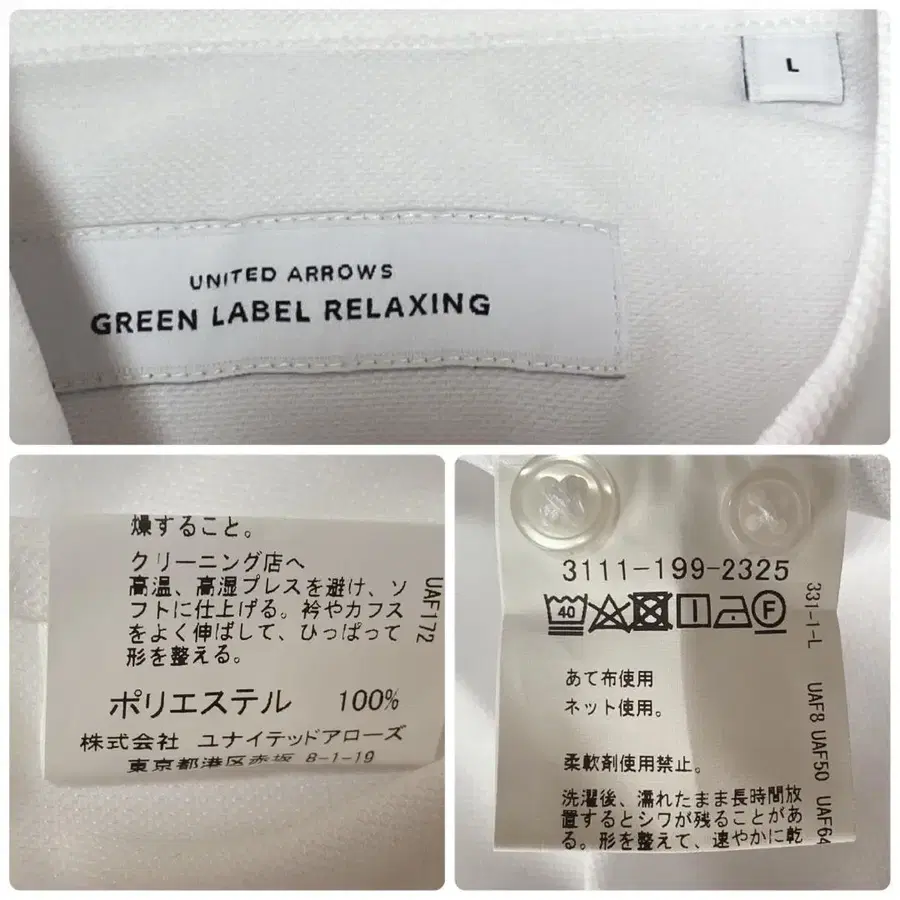 L
UNITED ARROWS
GREEN LABEL RELAXING
燥すること。
クリーニング店へ
高温、高湿プレスを避け、ソ
フトに仕上げる。衿やカフス
をよく伸ばして、ひっぱって
形を整える。
UAF172
ポリエステル 100%
株式会社 ユナイテッドアローズ
東京都港区赤坂 8-1-19
3111-199-2325
40
F
あて布使用
ネット使用。
柔軟剤使用禁止。
洗濯後、濡れたまま長時間放
置するとシワが残ることがあ
る。形を整えて、速やかに乾
331-1-L UAF8 UAF50 UAF64